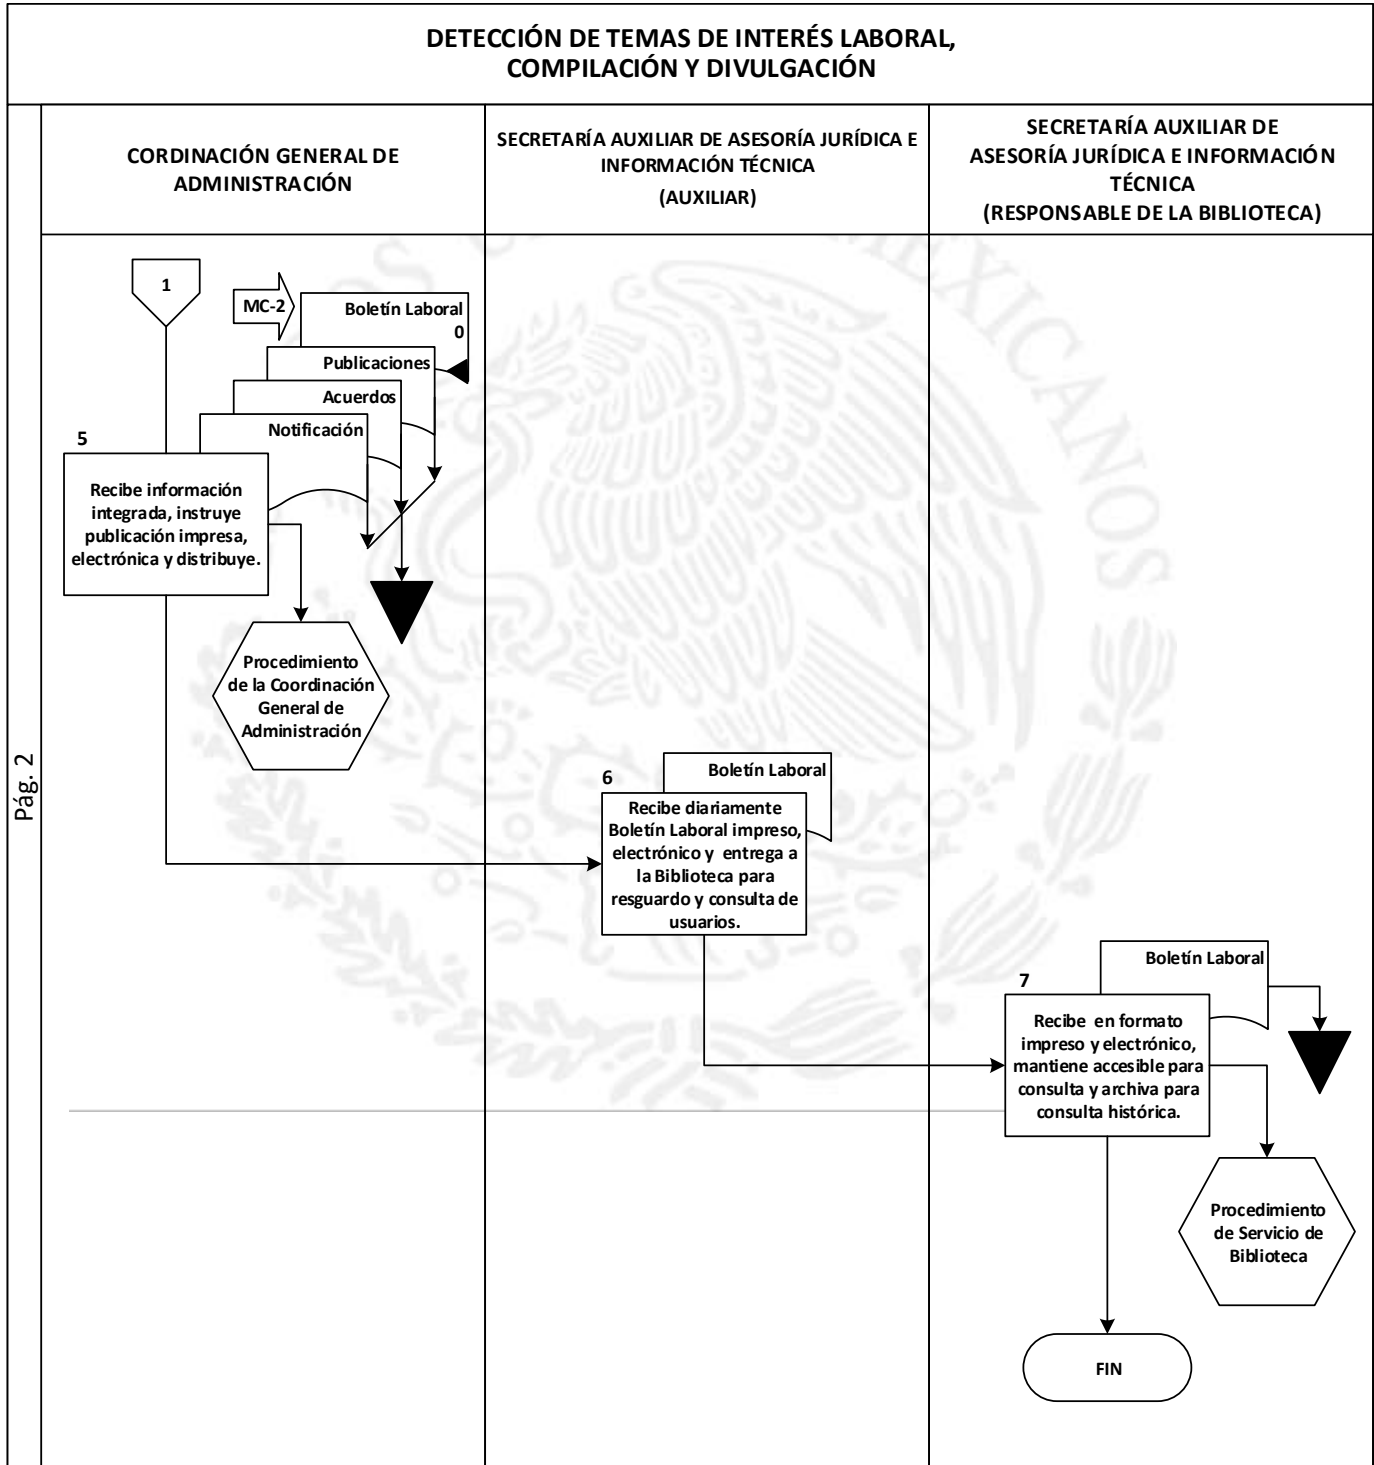 DETECCIÓN DE TEMAS DE INTERÉS LABORAL,
COMPILACIÓN Y DIVULGACIÓN
Pág. 2
CORDINACIÓN GENERAL DE
ADMINISTRACIÓN
SECRETARÍA AUXILIAR DE ASESORÍA JURÍDICA E
INFORMACIÓN TÉCNICA
(AUXILIAR)
SECRETARÍA AUXILIAR DE
ASESORÍA JURÍDICA E INFORMACIÓN
TÉCNICA
(RESPONSABLE DE LA BIBLIOTECA)
1
MC-2
Boletín Laboral
0
Publicaciones
Acuerdos
Notificación
5
Recibe información
integrada, instruye
publicación impresa,
electrónica y distribuye.
Procedimiento
de la Coordinación
General de
Administración
6
Boletín Laboral
Recibe diariamente
Boletín Laboral impreso,
electrónico y entrega a
la Biblioteca para
resguardo y consulta de
usuarios.
7
Boletín Laboral
Recibe en formato
impreso y electrónico,
mantiene accesible para
consulta y archiva para
consulta histórica.
Procedimiento
de Servicio de
Biblioteca
FIN
MEXICANOS